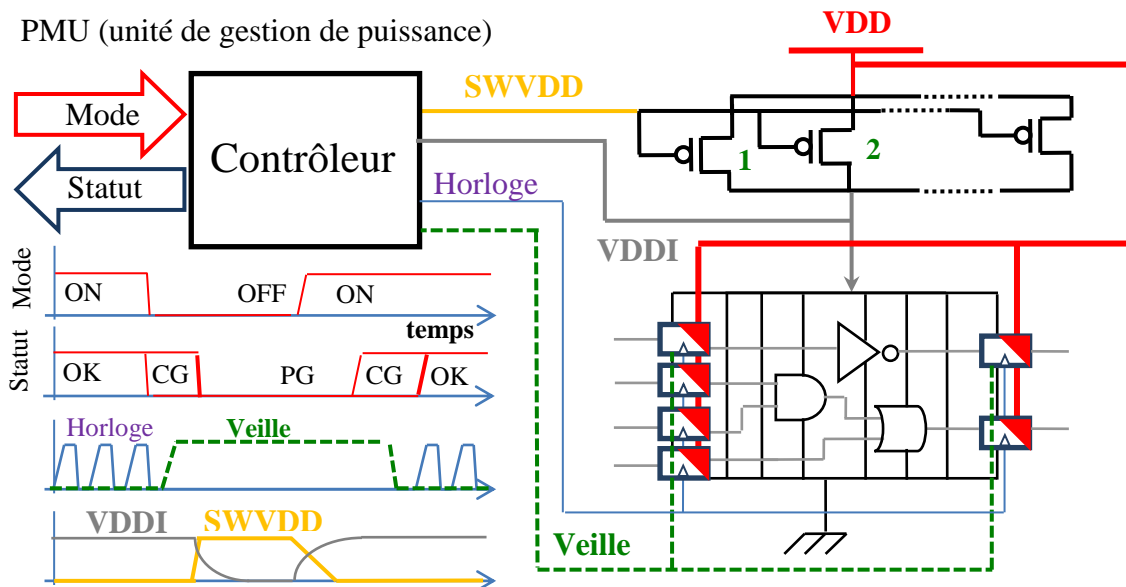 PMU (unité de gestion de puissance)
VDD
SWVDD
Mode
Contrôleur
1
2
Statut
Horloge
VDDI
Mode
ON
OFF
ON
temps
Statut
OK
CG
PG
CG
OK
Horloge
Veille
VDDI
SWVDD
Veille